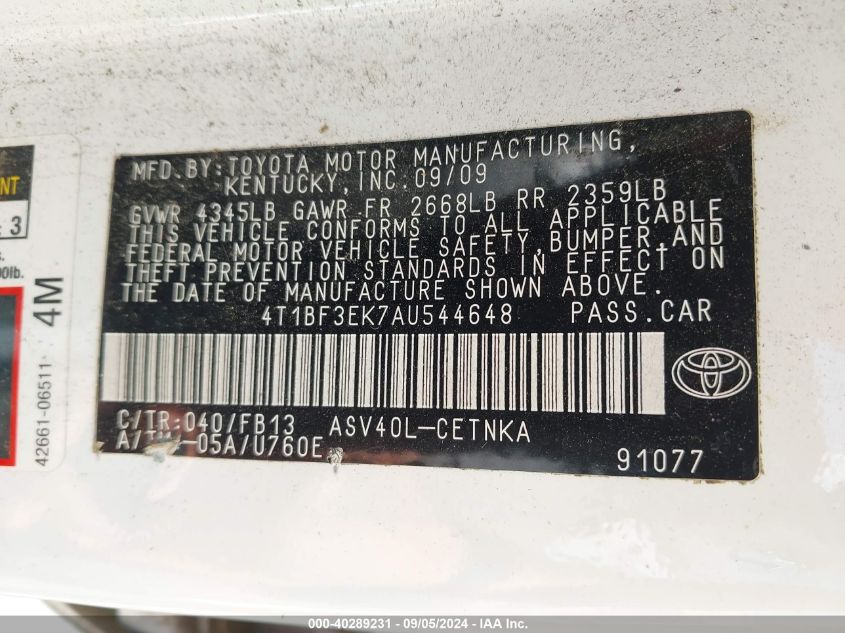 MFD.BY:TOYOTA MOTOR MANUFACTURING,
KENTUCKY,INC.09/09
GVWR 4345LB GAWR FR 2668LB RR 2359LB
THIS VEHICLE CONFORMS TO ALL APPLICABLE
FEDERAL MOTOR VEHICLE SAFETY,BUMPER,AND
THEFT PREVENTION STANDARDS IN EFFECT ON
THE DATE OF MANUFACTURE SHOWN ABOVE.
4T1BF3EK7AU544648 PASS.CAR
C/TR:040/FB13 ASV40L-CETNKA
-05A/U760E
91077
3
00lb.
42661-06511
4M
000-40289231 - 09/05/2024 - IAA Inc.